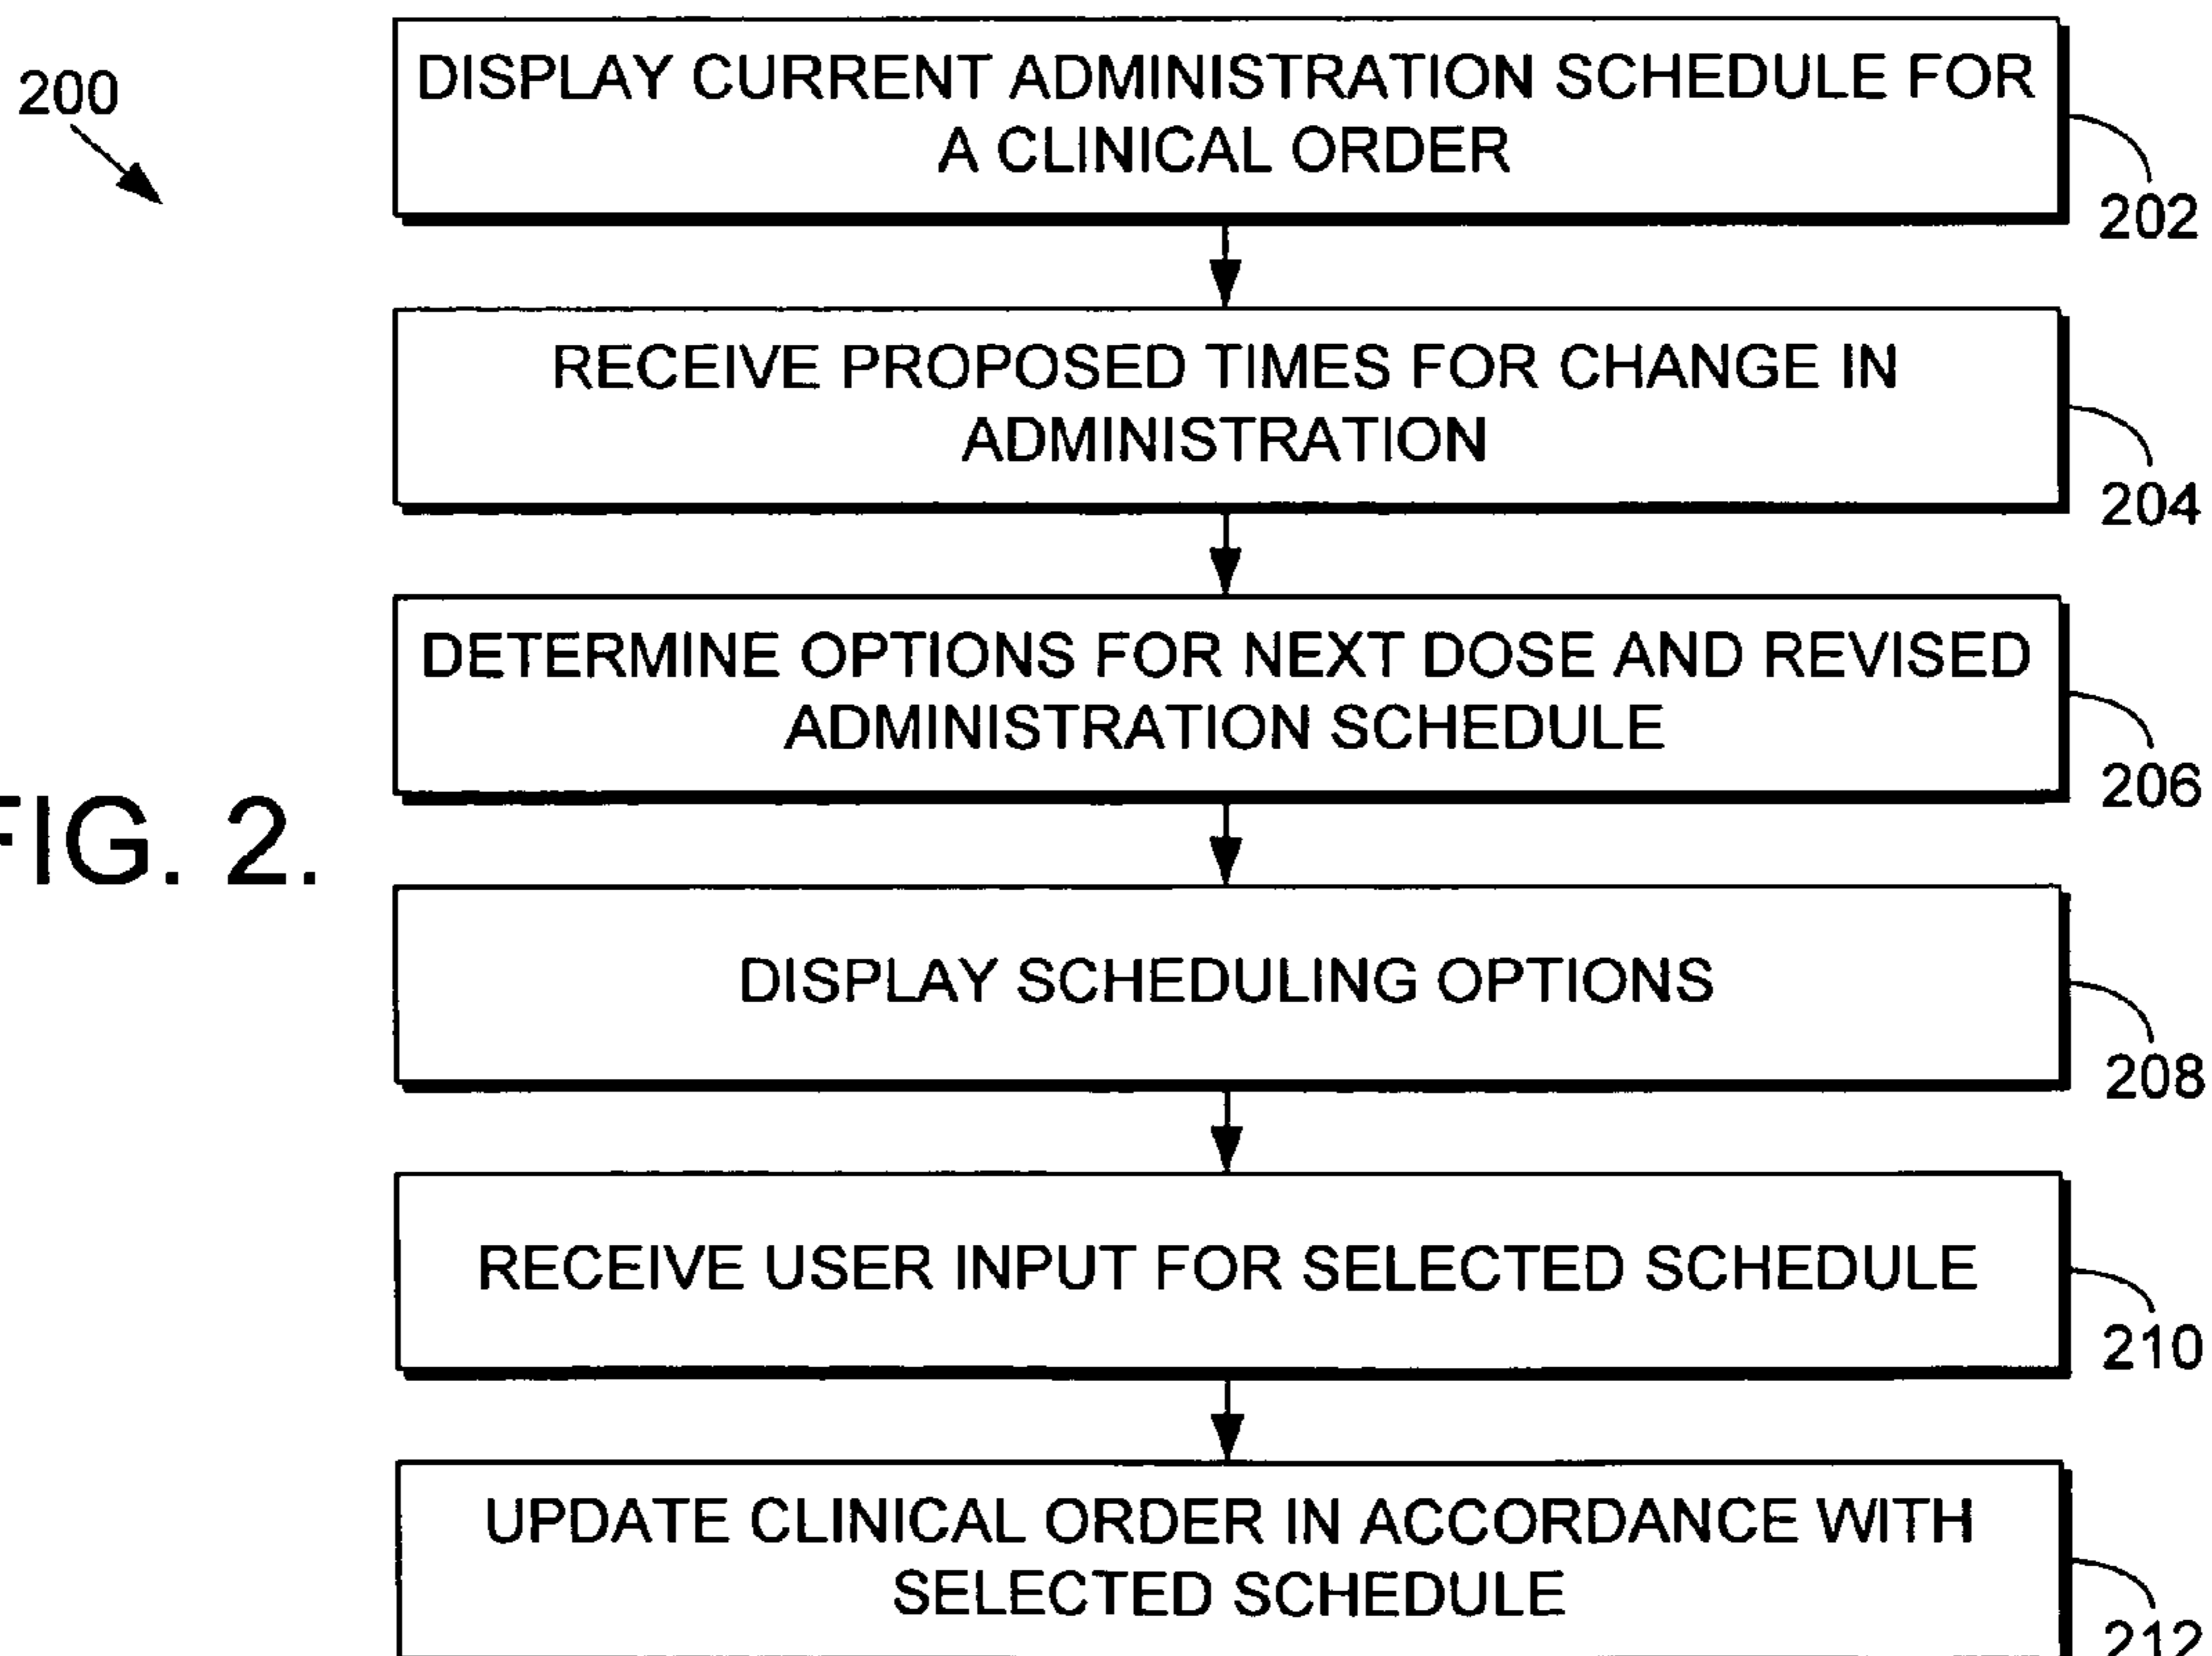 200
DISPLAY CURRENT ADMINISTRATION SCHEDULE FOR
A CLINICAL ORDER
202
RECEIVE PROPOSED TIMES FOR CHANGE IN
ADMINISTRATION
204
DETERMINE OPTIONS FOR NEXT DOSE AND REVISED
ADMINISTRATION SCHEDULE
206
FIG. 2.
DISPLAY SCHEDULING OPTIONS
208
RECEIVE USER INPUT FOR SELECTED SCHEDULE
210
UPDATE CLINICAL ORDER IN ACCORDANCE WITH
SELECTED SCHEDULE
212